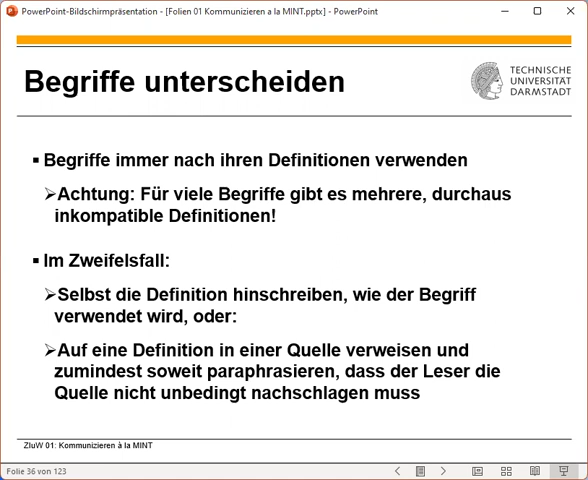 PowerPoint-Bildschirmpräsentation - [Folien 01 Kommunizieren a la MINT.pptx] - PowerPoint
Begriffe unterscheiden
TECHNISCHE
UNIVERSITÄT
DARMSTADT
▪ Begriffe immer nach ihren Definitionen verwenden
➢Achtung: Für viele Begriffe gibt es mehrere, durchaus
inkompatible Definitionen!
▪ Im Zweifelsfall:
➢Selbst die Definition hinschreiben, wie der Begriff
verwendet wird, oder:
➢Auf eine Definition in einer Quelle verweisen und
zumindest soweit paraphrasieren, dass der Leser die
Quelle nicht unbedingt nachschlagen muss
ZIuW 01: Kommunizieren à la MINT
Folie 36 von 123